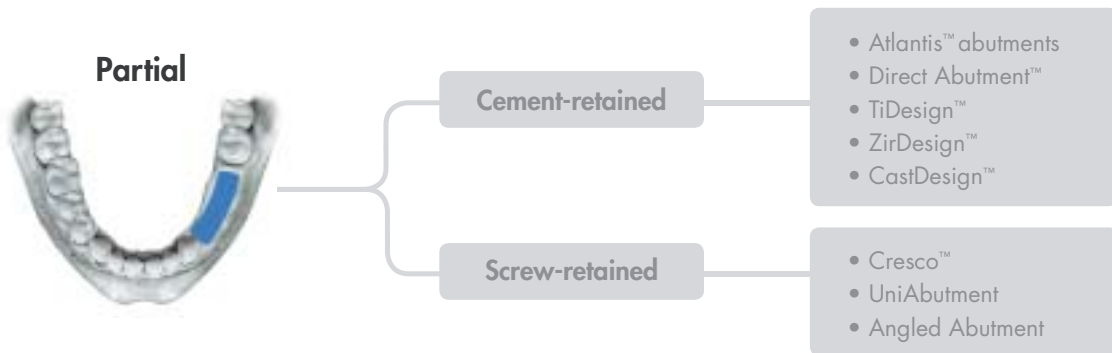 Partial
Cement-retained
• Atlantis™ abutments
• Direct Abutment™
• TiDesign™
• ZirDesign™
• CastDesign™
Screw-retained
• Cresco™
• UniAbutment
• Angled Abutment